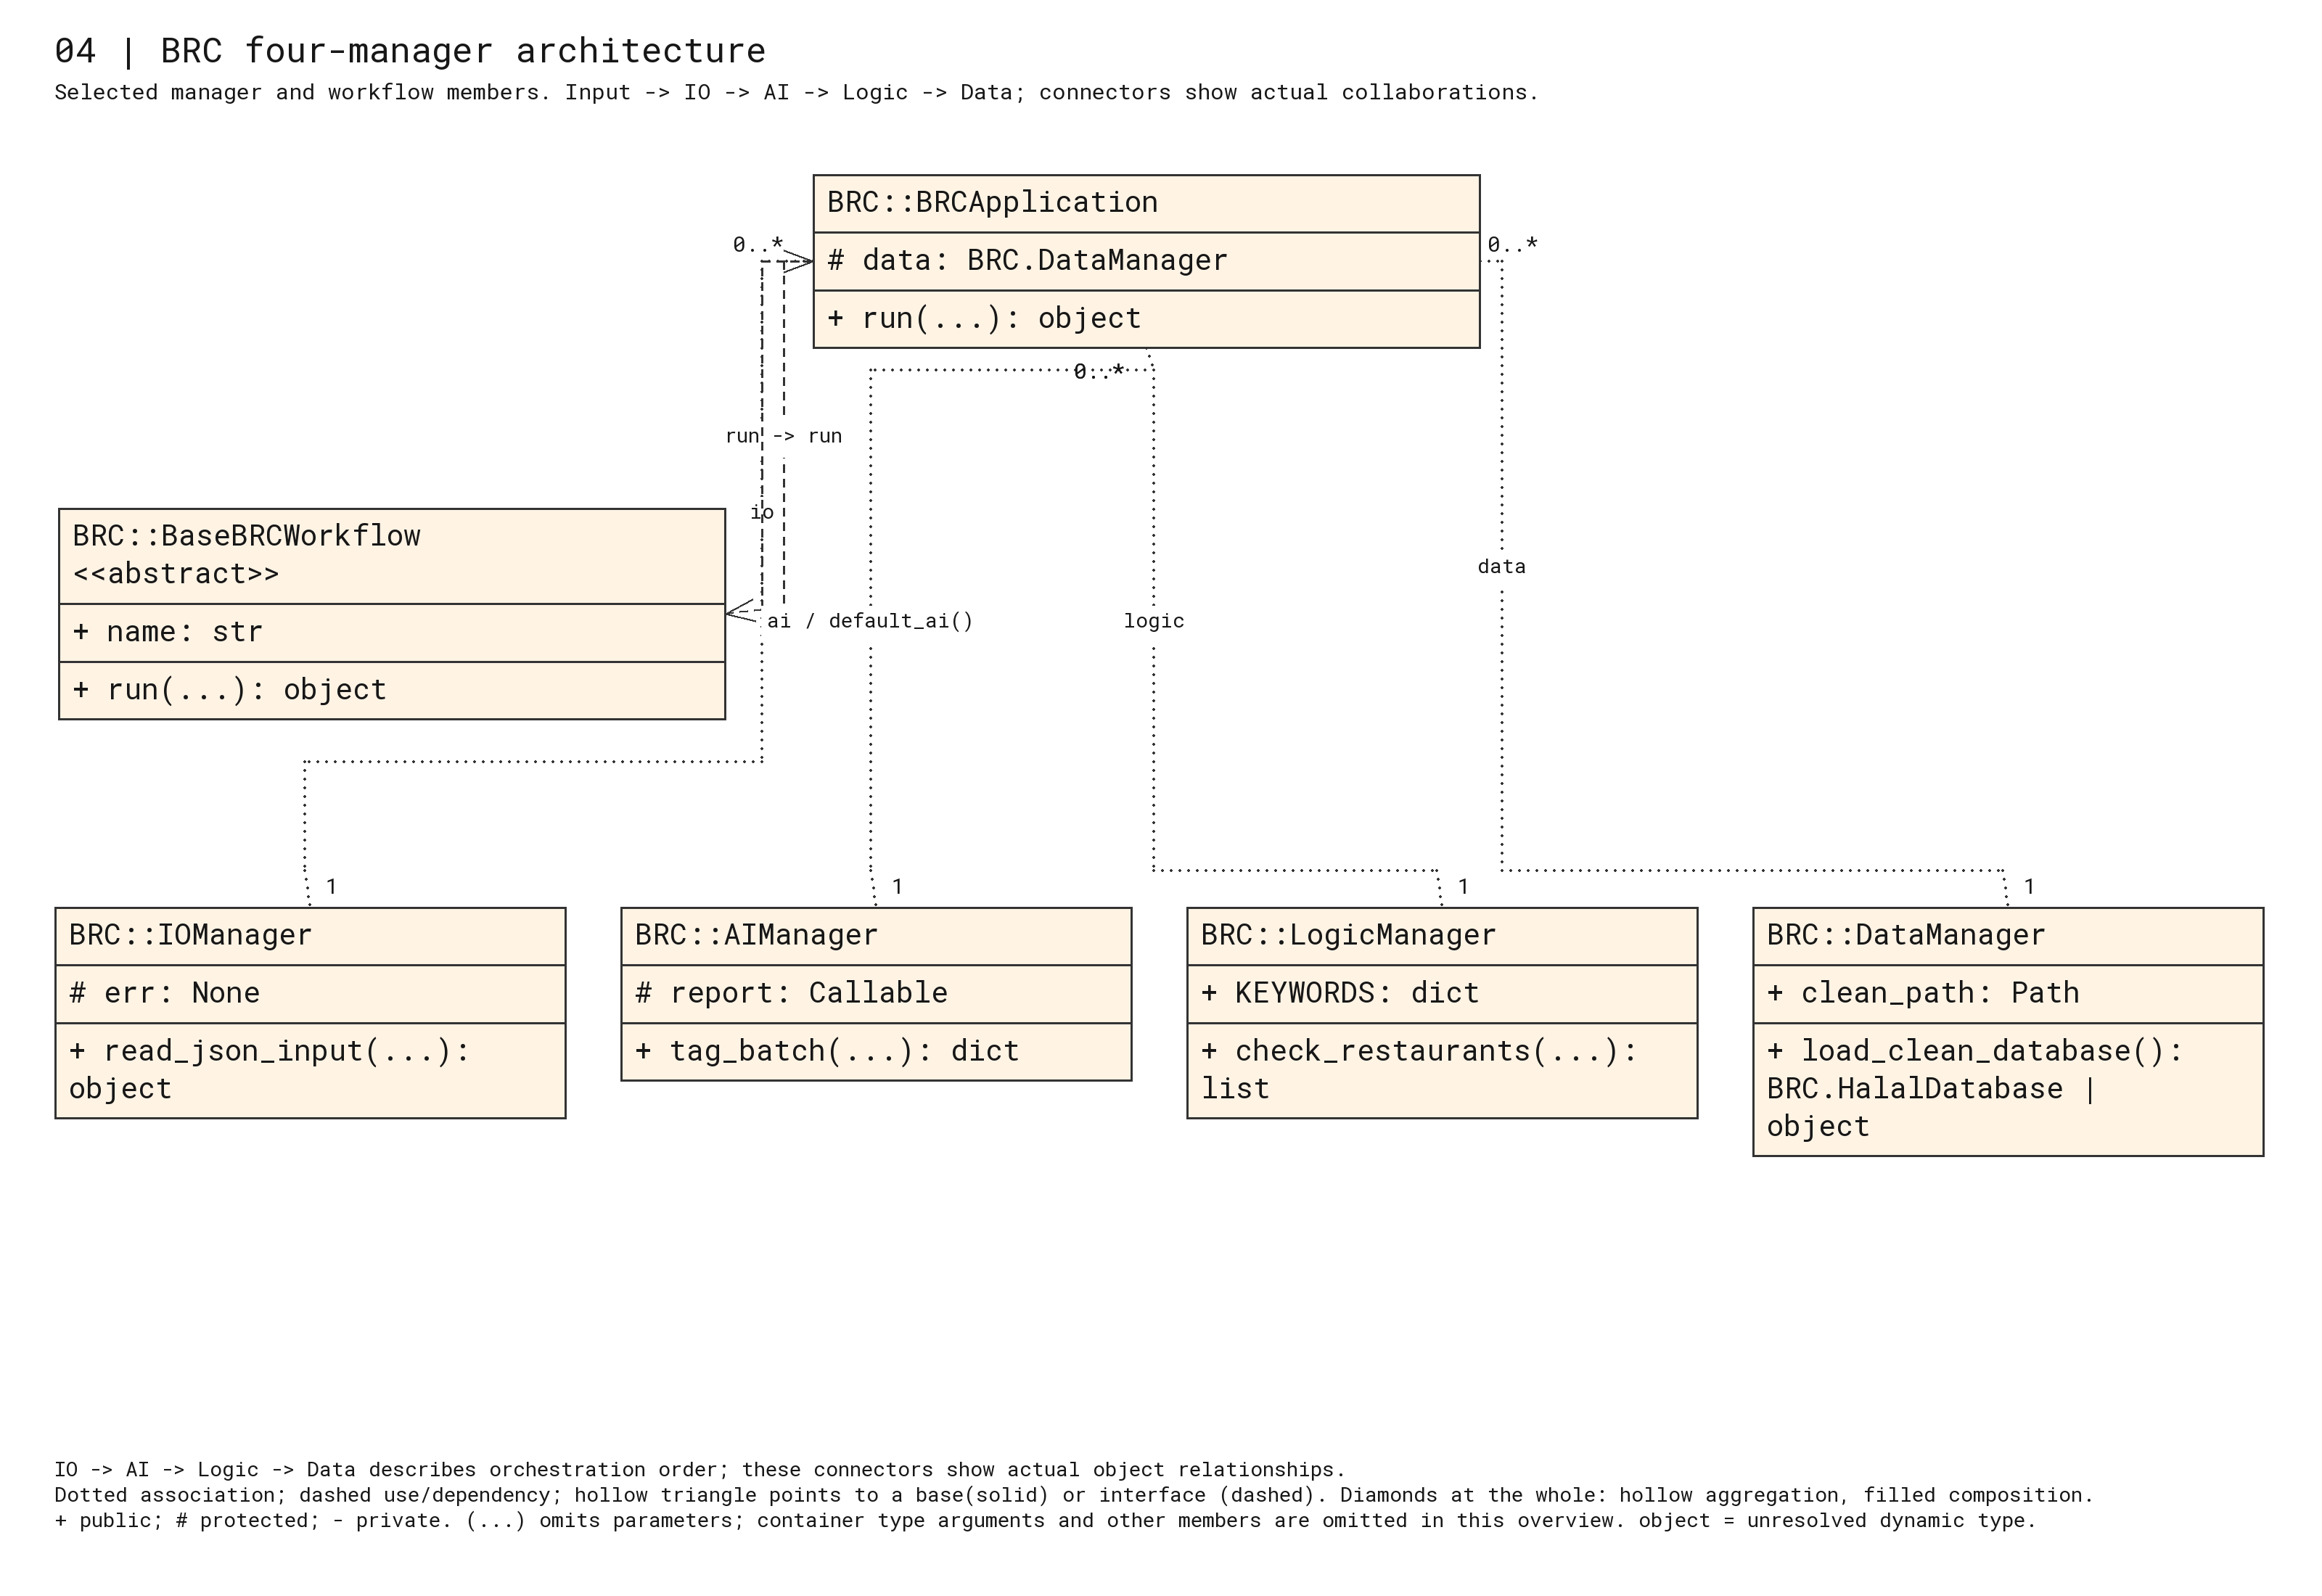 04 | BRC four-manager architecture
Selected manager and workflow members. Input -> IO -> AI -> Logic -> Data; connectors show actual collaborations.
BRC::BRCApplication
# data: BRC.DataManager
+ run(...): object
0..*
0..*
0..*
run -> run
io
BRC::BaseBRCWorkflow
<<abstract>>
+ name: str
+ run(...): object
ai / default_ai()
logic
data
1
1
1
1
BRC::IOManager
# err: None
+ read_json_input(...):
object
BRC::AIManager
# report: Callable
+ tag_batch(...): dict
BRC::LogicManager
+ KEYWORDS: dict
+ check_restaurants(...):
list
BRC::DataManager
+ clean_path: Path
+ load_clean_database():
BRC.HalalDatabase |
object
IO -> AI -> Logic -> Data describes orchestration order; these connectors show actual object relationships.
Dotted association; dashed use/dependency; hollow triangle points to a base(solid) or interface (dashed). Diamonds at the whole: hollow aggregation, filled composition.
+ public; # protected; - private. (...) omits parameters; container type arguments and other members are omitted in this overview. object = unresolved dynamic type.